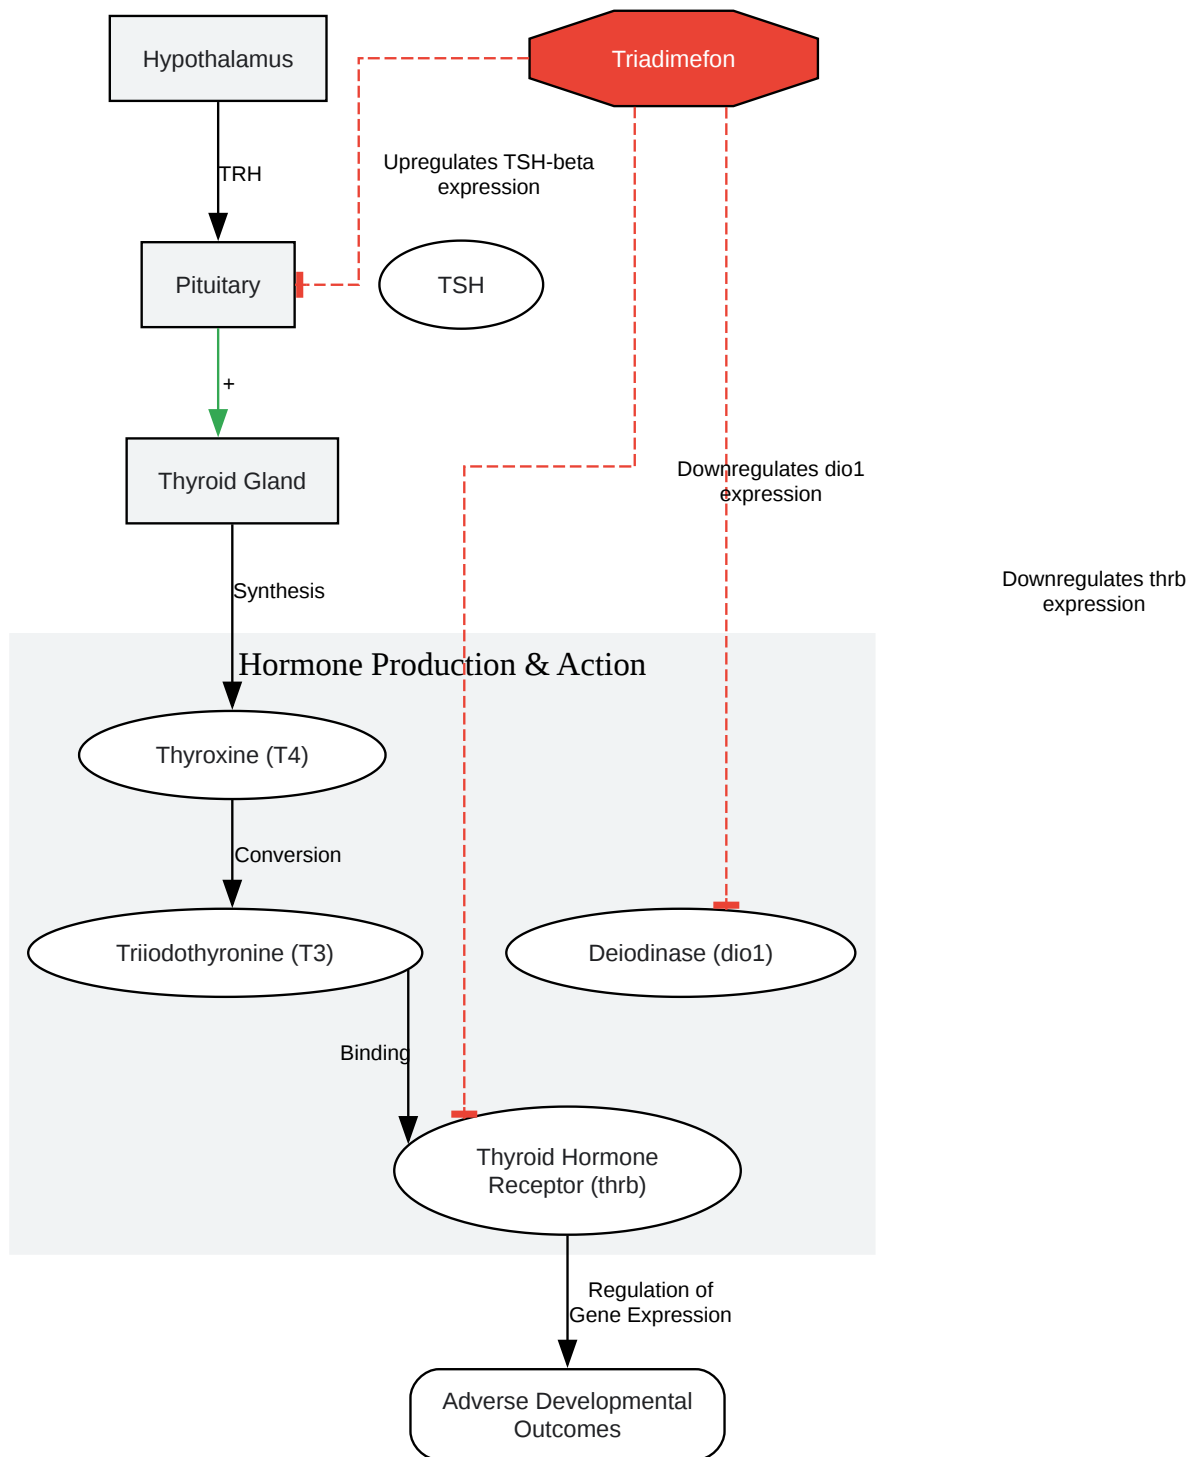 Hypothalamus
Triadimefon
TRH
Upregulates TSH-beta
expression
Pituitary
TSH
+
Thyroid Gland
Downregulates dio1
expression
Synthesis
Downregulates thrb
expression
Hormone Production & Action
Thyroxine (T4)
Conversion
Triiodothyronine (T3)
Deiodinase (dio1)
Binding
Thyroid Hormone
Receptor (thrb)
Regulation of
Gene Expression
Adverse Developmental
Outcomes